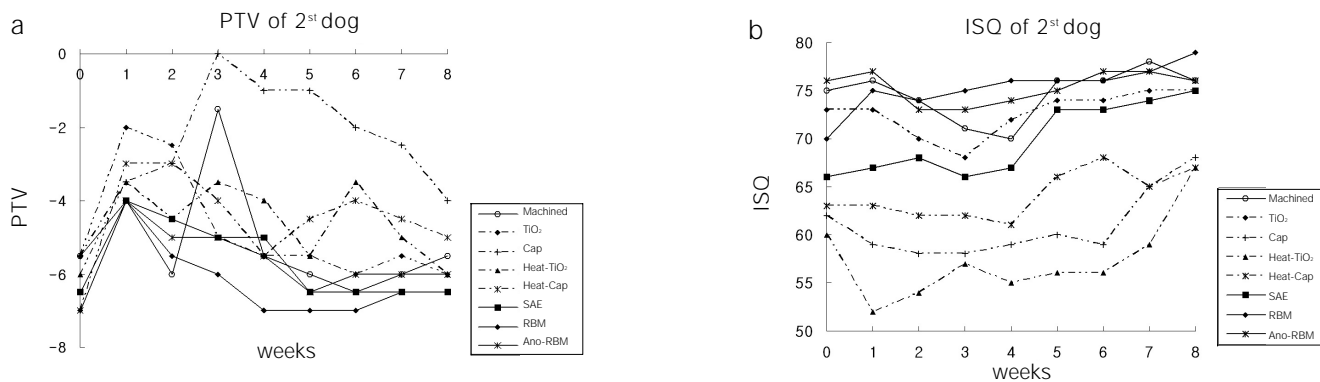 a
PTV of 2st dog
0
0 1 2 3 4 5 6 7 8
-2
-4
-6
-8
PTV
weeks
Machined
TiO₂
Cap
Heat-TiO₂
Heat-Cap
SAE
RBM
Ano-RBM
b
ISQ of 2st dog
80
75
70
65
60
55
50
ISQ
0 1 2 3 4 5 6 7 8
weeks
Machined
TiO₂
Cap
Heat-TiO₂
Heat-Cap
SAE
RBM
Ano-RBM